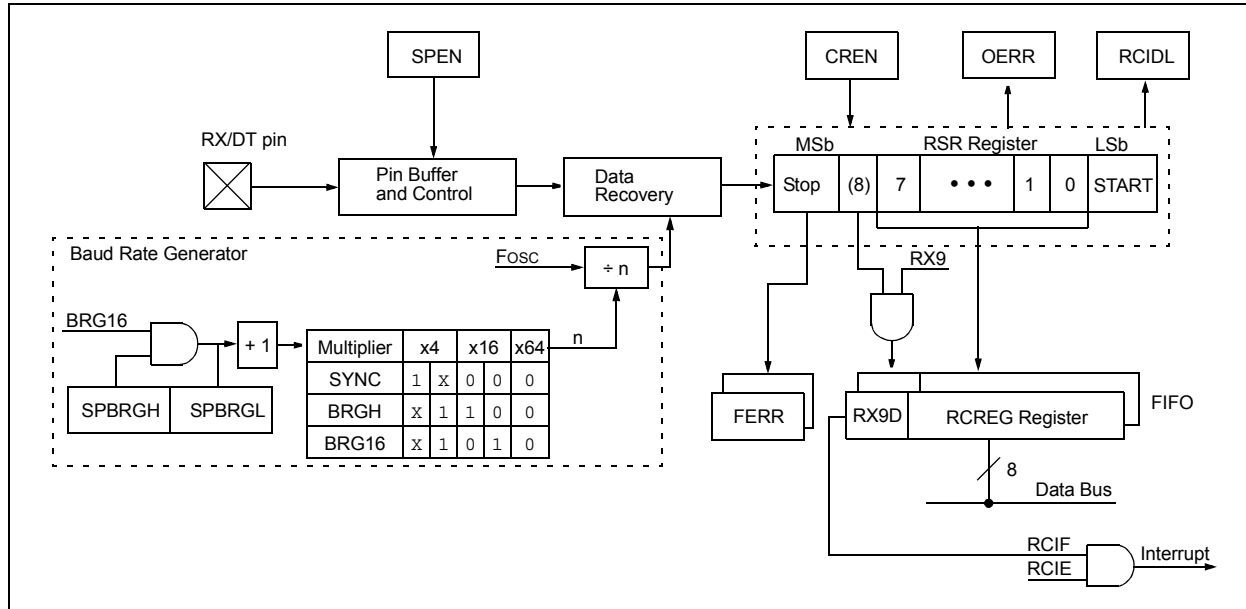 SPEN
CREN
OERR
RCIDL
RX/DT pin
Pin Buffer
and Control
Data
Recovery
MSb
RSR Register
LSb
Stop (8) 7 • • • 1 0 START
Baud Rate Generator
FOSC
÷ n
RX9
BRG16
+ 1
n
Multiplier x4 x16 x64
SYNC 1 X 0 0 0
BRGH X 1 1 0 0
BRG16 X 1 0 1 0
SPBRGH SPBRGL
FERR
RX9D RCREG Register
FIFO
8
Data Bus
RCIF
RCIE
Interrupt